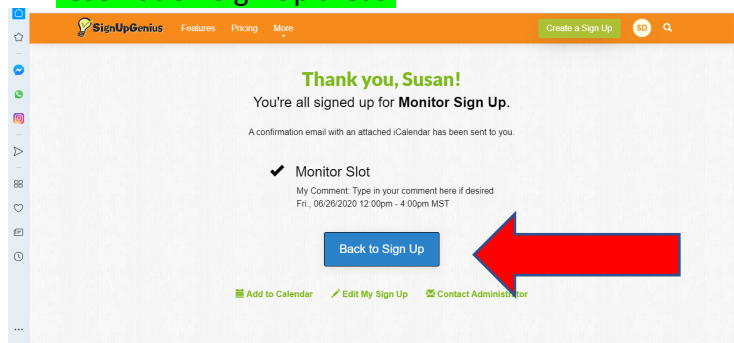 SignUpGenius Features Pricing More Create a Sign Up SD
Thank you, Susan!
You're all signed up for Monitor Sign Up.
A confirmation email with an attached iCalendar has been sent to you.
Monitor Slot
My Comment: Type in your comment here if desired
Fri., 06/26/2020 12:00pm - 4:00pm MST
Back to Sign Up
Add to Calendar Edit My Sign Up Contact Administrator